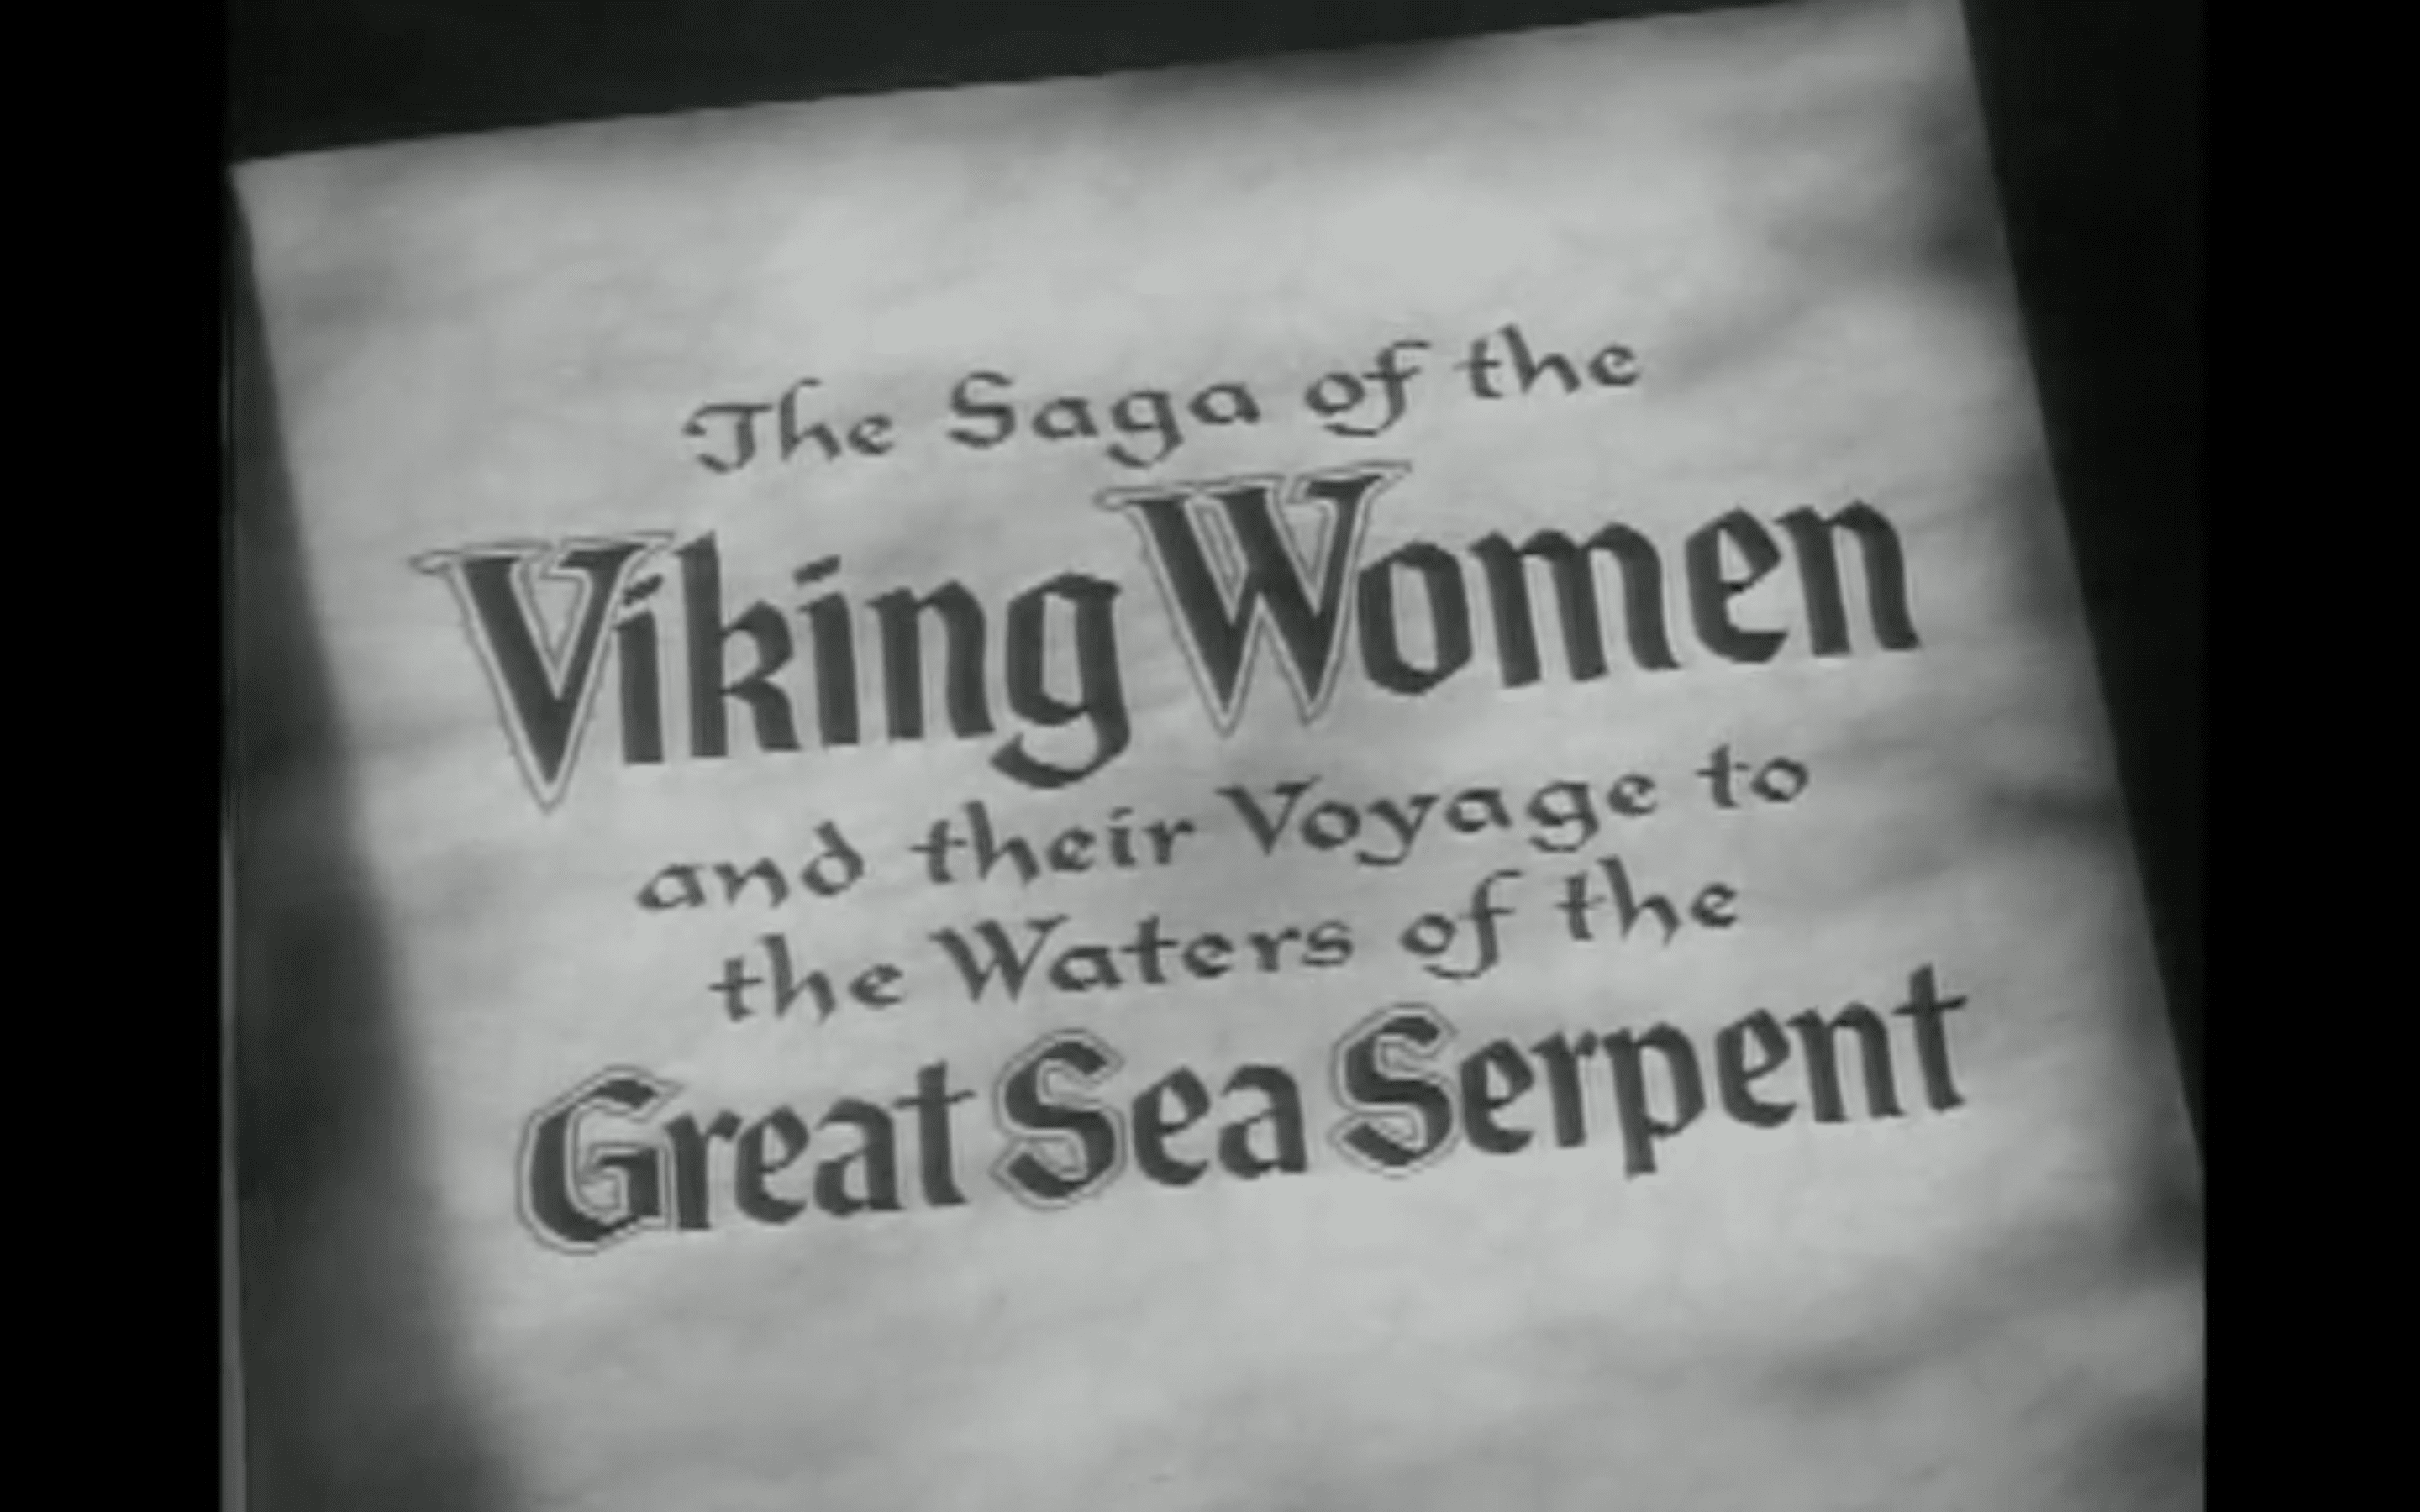 The Saga of the
Viking Women
and their Voyage to
the Waters of the
Great Sea Serpent